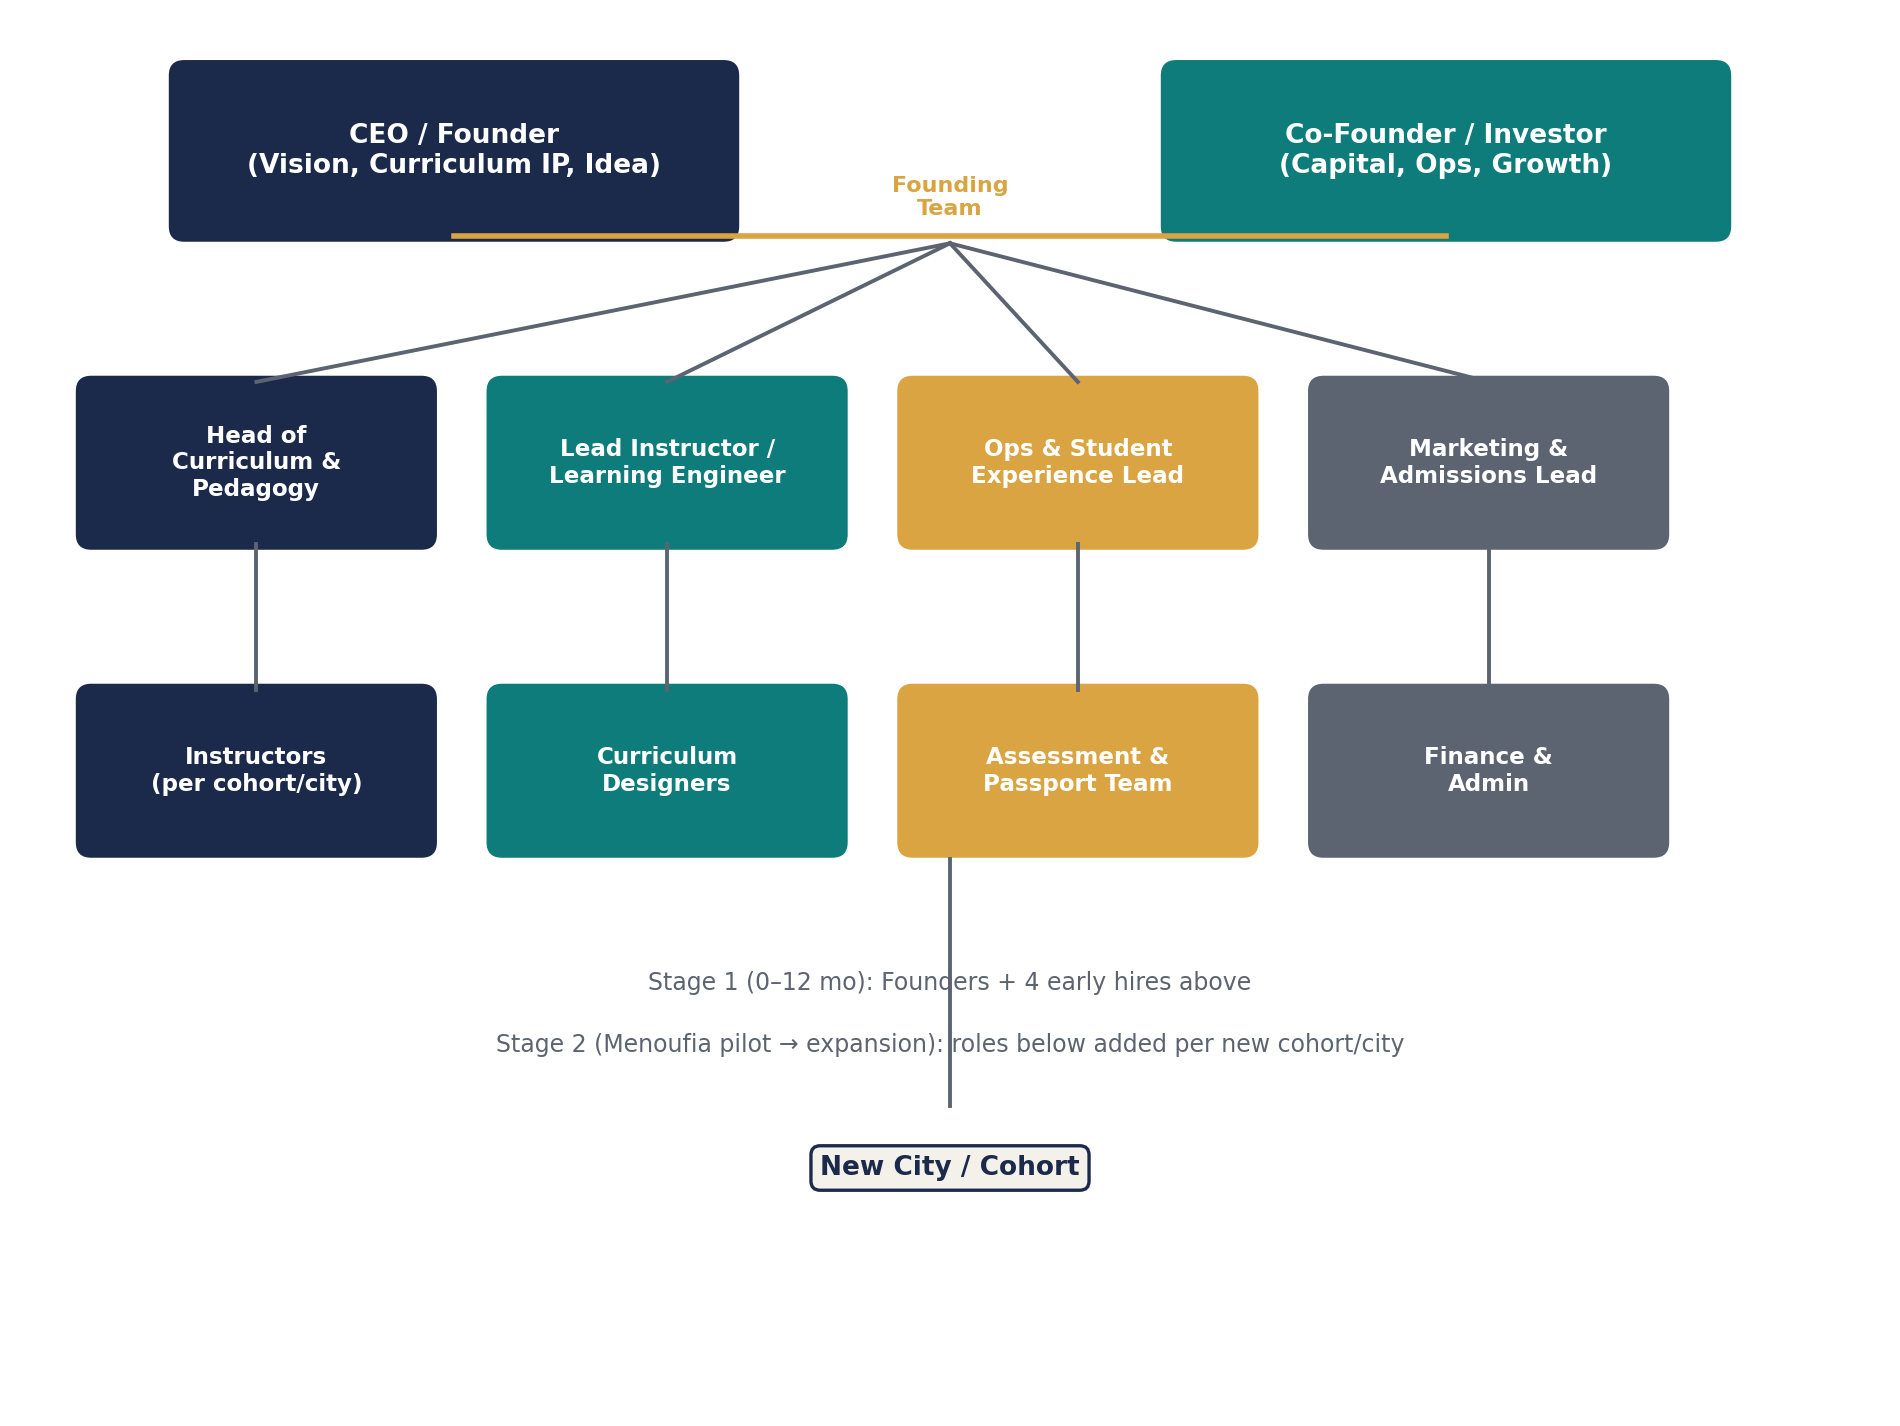 CEO / Founder
(Vision, Curriculum IP, Idea)
Co-Founder / Investor
(Capital, Ops, Growth)
Founding
Team
Head of
Curriculum &
Pedagogy
Lead Instructor /
Learning Engineer
Ops & Student
Experience Lead
Marketing &
Admissions Lead
Instructors
(per cohort/city)
Curriculum
Designers
Assessment &
Passport Team
Finance &
Admin
Stage 1 (0–12 mo): Founders + 4 early hires above
Stage 2 (Menoufia pilot → expansion): roles below added per new cohort/city
New City / Cohort